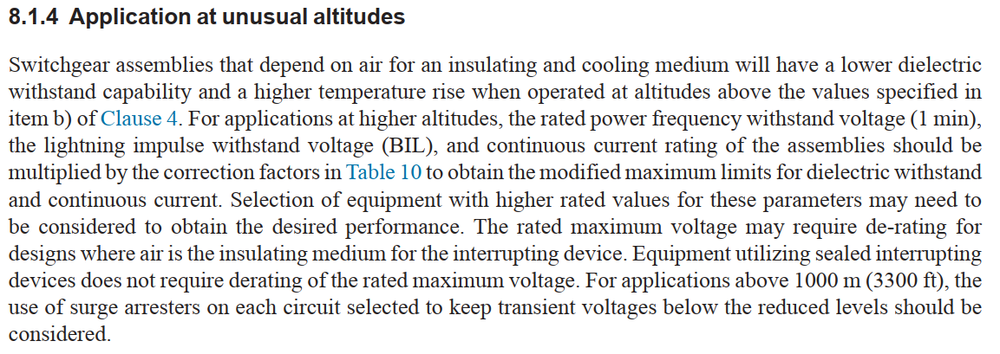 8.1.4 Application at unusual altitudes
Switchgear assemblies that depend on air for an insulating and cooling medium will have a lower dielectric
withstand capability and a higher temperature rise when operated at altitudes above the values specified in
item b) of Clause 4. For applications at higher altitudes, the rated power frequency withstand voltage (1 min),
the lightning impulse withstand voltage (BIL), and continuous current rating of the assemblies should be
multiplied by the correction factors in Table 10 to obtain the modified maximum limits for dielectric withstand
and continuous current. Selection of equipment with higher rated values for these parameters may need to
be considered to obtain the desired performance. The rated maximum voltage may require de-rating for
designs where air is the insulating medium for the interrupting device. Equipment utilizing sealed interrupting
devices does not require derating of the rated maximum voltage. For applications above 1000 m (3300 ft), the
use of surge arresters on each circuit selected to keep transient voltages below the reduced levels should be
considered.